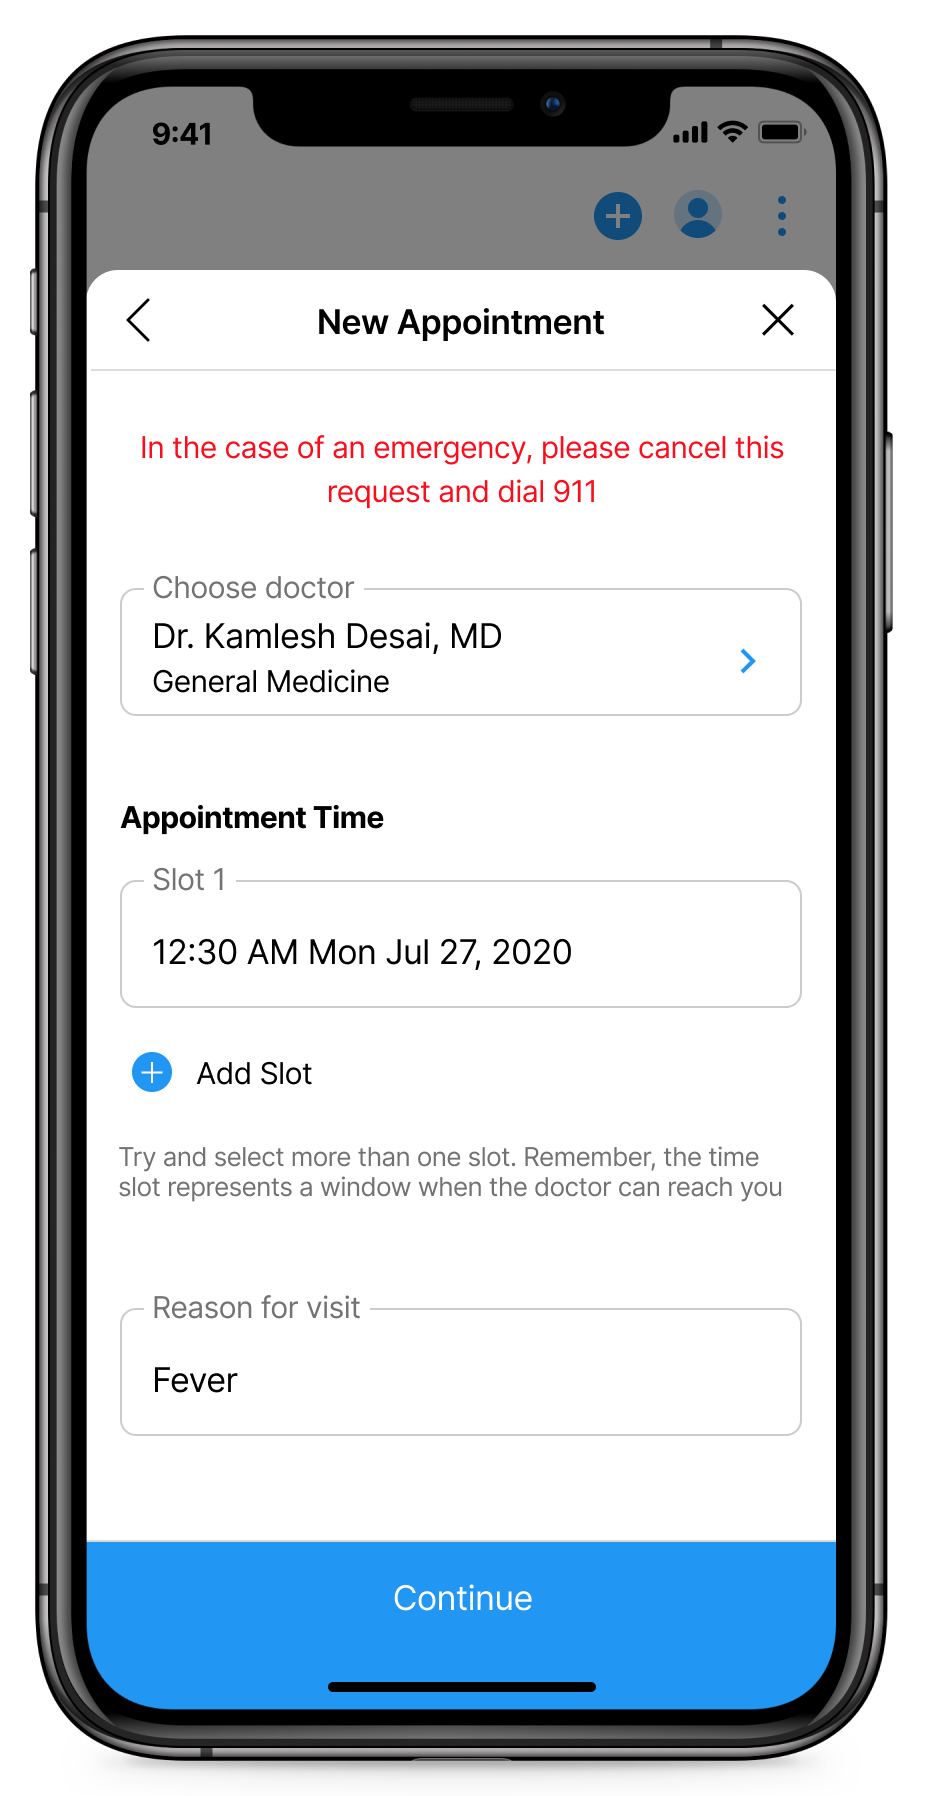 9:41
New Appointment
In the case of an emergency, please cancel this
request and dial 911
Choose doctor
Dr. Kamlesh Desai, MD
General Medicine
Appointment Time
Slot 1
12:30 AM Mon Jul 27, 2020
Add Slot
Try and select more than one slot. Remember, the time
slot represents a window when the doctor can reach you
Reason for visit
Fever
Continue